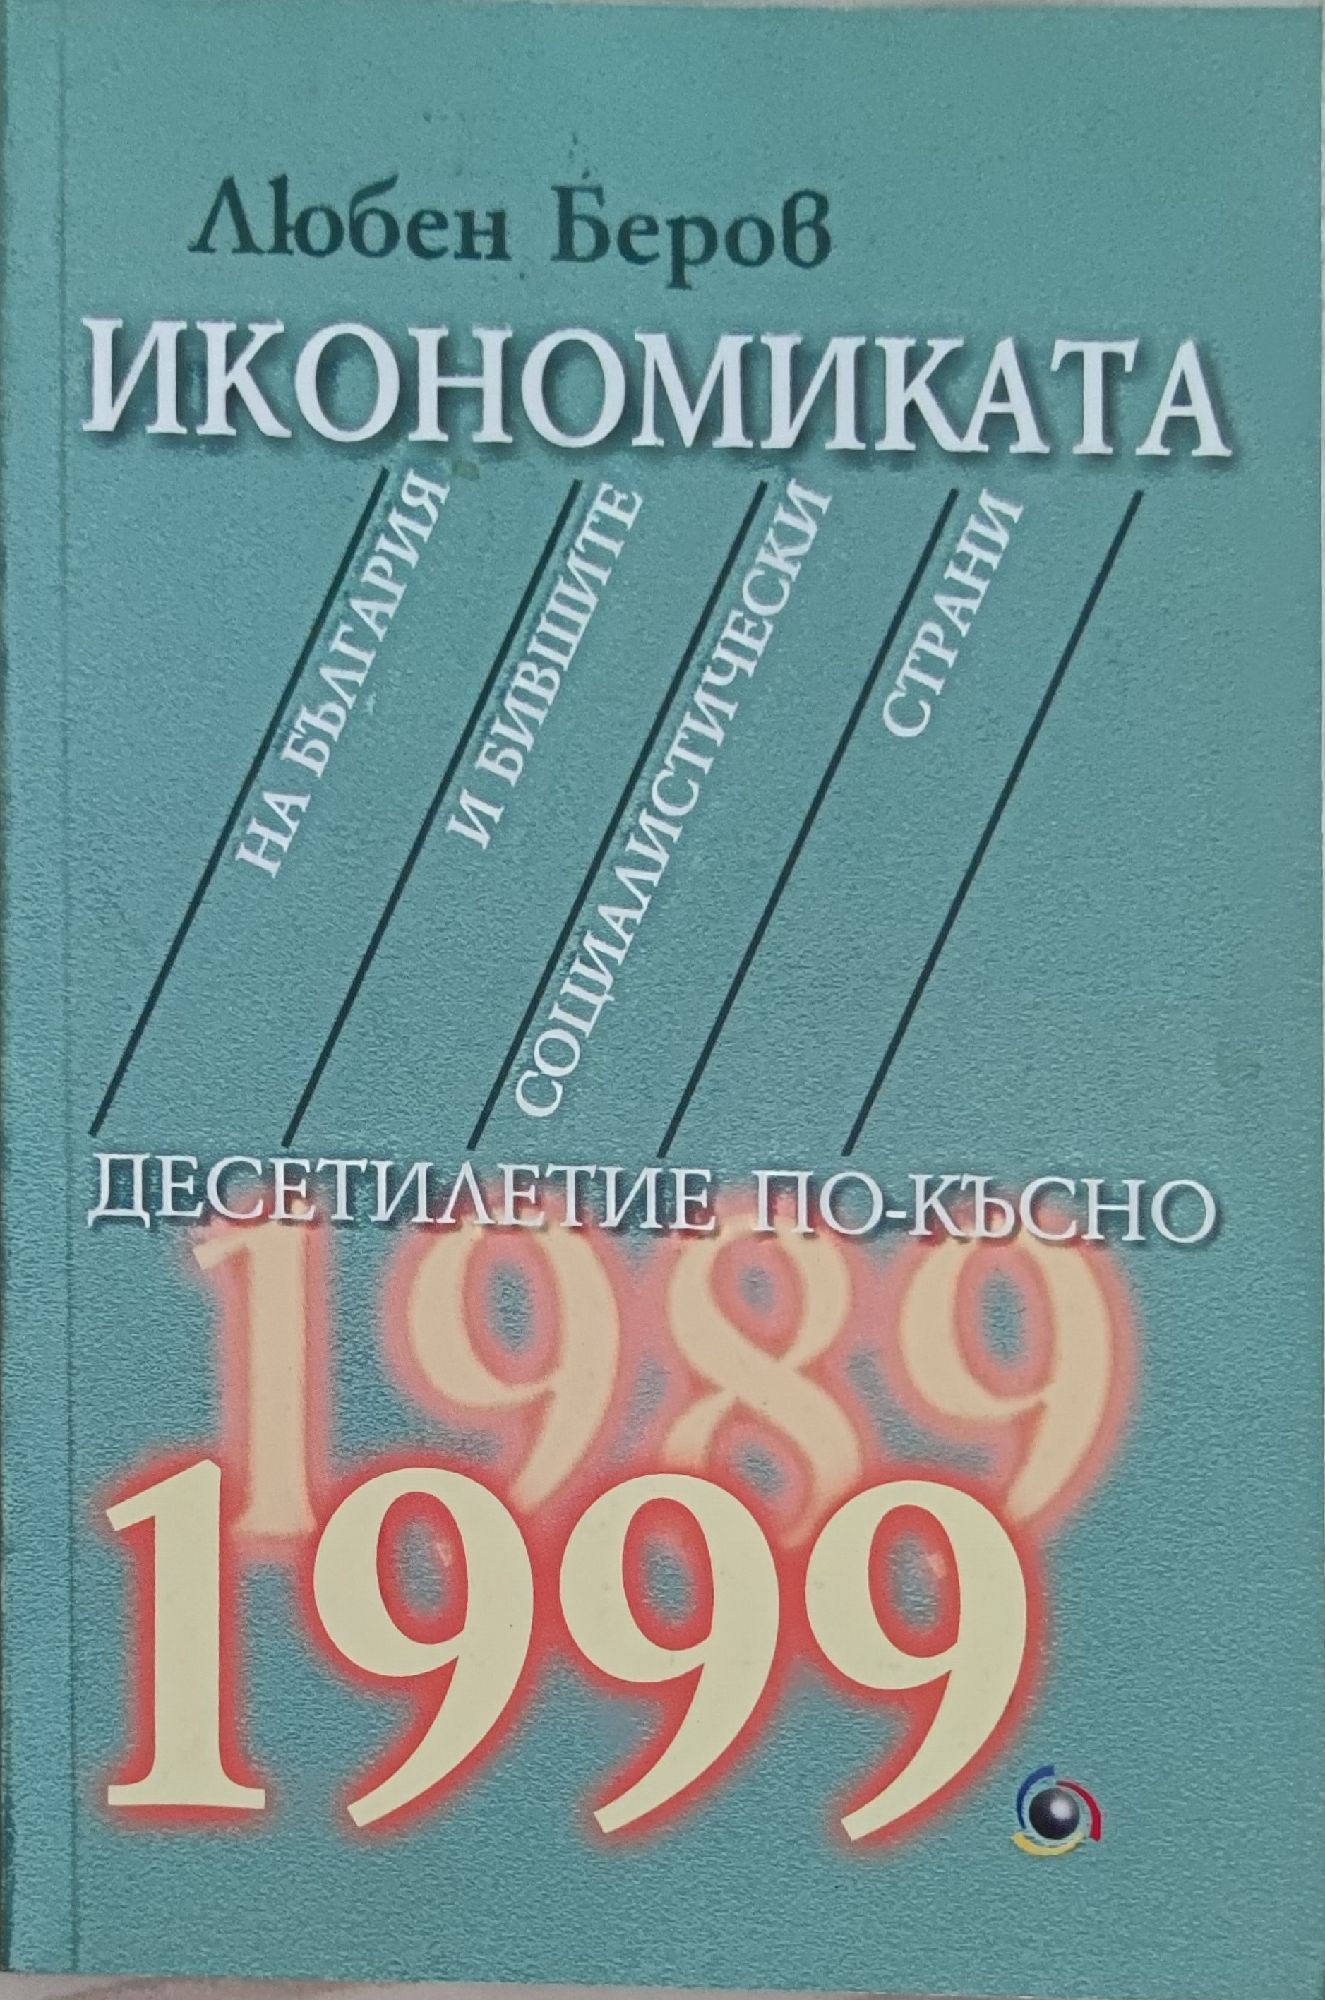 Любен Беров
ИКОНОМИКАТА
НА БЪЛГАРИЯ
И БИВШИТЕ
СОЦИАЛИСТИЧЕСКИ
СТРАНИ
ДЕСЕТИЛЕТИЕ ПО-КЪСНО
1989
1999